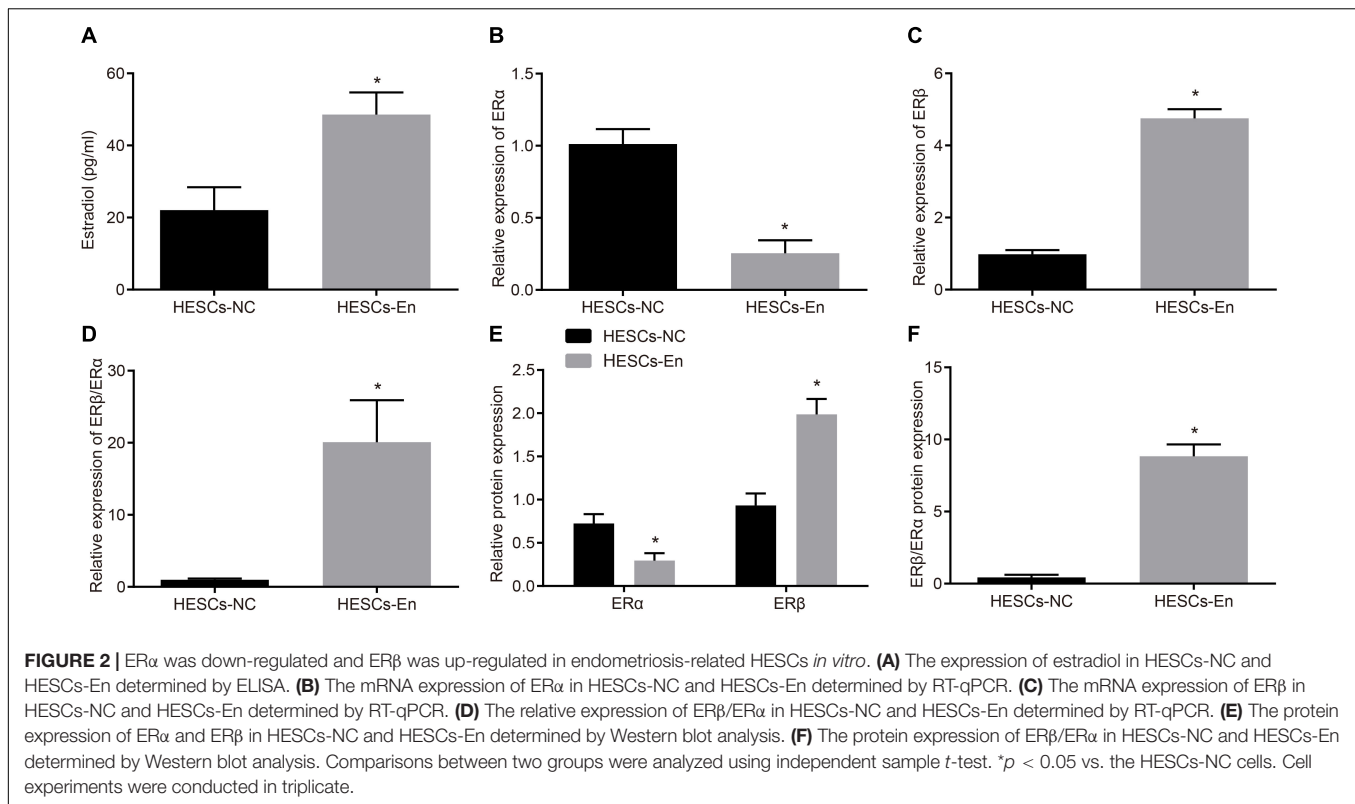 A
Estradiol (pg/ml)
60
40
20
0
*
HESCs-NC HESCs-En
B
Relative expression of ERα
1.5
1.0
0.5
0.0
*
HESCs-NC HESCs-En
C
Relative expression of ERβ
6
4
2
0
*
HESCs-NC HESCs-En
D
Relative expression of ERβ/ERα
30
20
10
0
*
HESCs-NC HESCs-En
E
HESCs-NC
HESCs-En
Relative protein expression
2.5
2.0
1.5
1.0
0.5
0.0
*
*
ERα ERβ
F
ERβ/ERα protein expression
15
10
5
0
*
HESCs-NC HESCs-En
FIGURE 2 | ERα was down-regulated and ERβ was up-regulated in endometriosis-related HESCs in vitro. (A) The expression of estradiol in HESCs-NC and
HESCs-En determined by ELISA. (B) The mRNA expression of ERα in HESCs-NC and HESCs-En determined by RT-qPCR. (C) The mRNA expression of ERβ in
HESCs-NC and HESCs-En determined by RT-qPCR. (D) The relative expression of ERβ/ERα in HESCs-NC and HESCs-En determined by RT-qPCR. (E) The protein
expression of ERα and ERβ in HESCs-NC and HESCs-En determined by Western blot analysis. (F) The protein expression of ERβ/ERα in HESCs-NC and HESCs-En
determined by Western blot analysis. Comparisons between two groups were analyzed using independent sample t-test. *p < 0.05 vs. the HESCs-NC cells. Cell
experiments were conducted in triplicate.